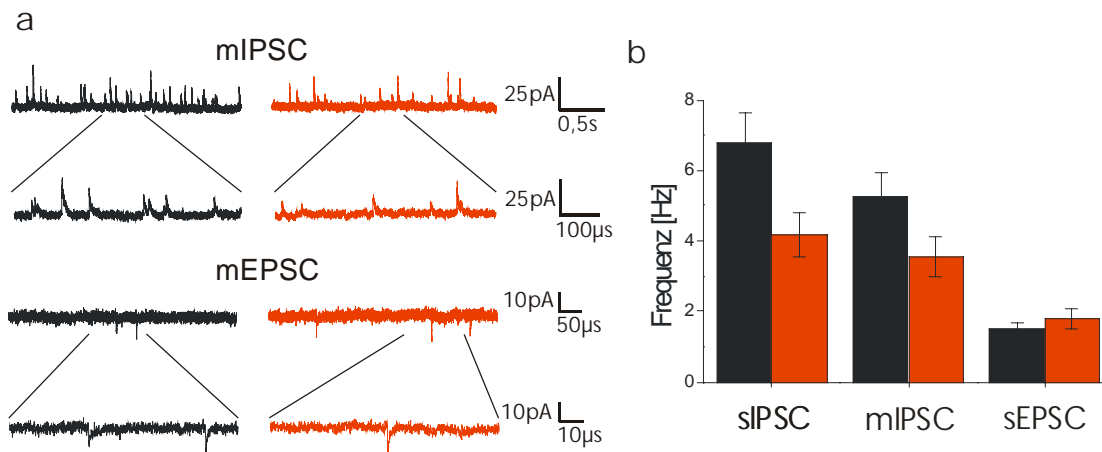 a
mIPSC
25pA
0,5s
25pA
100µs
mEPSC
10pA
50µs
10pA
10µs
b
Frequenz [Hz]
8
6
4
2
0
sIPSC
mIPSC
sEPSC